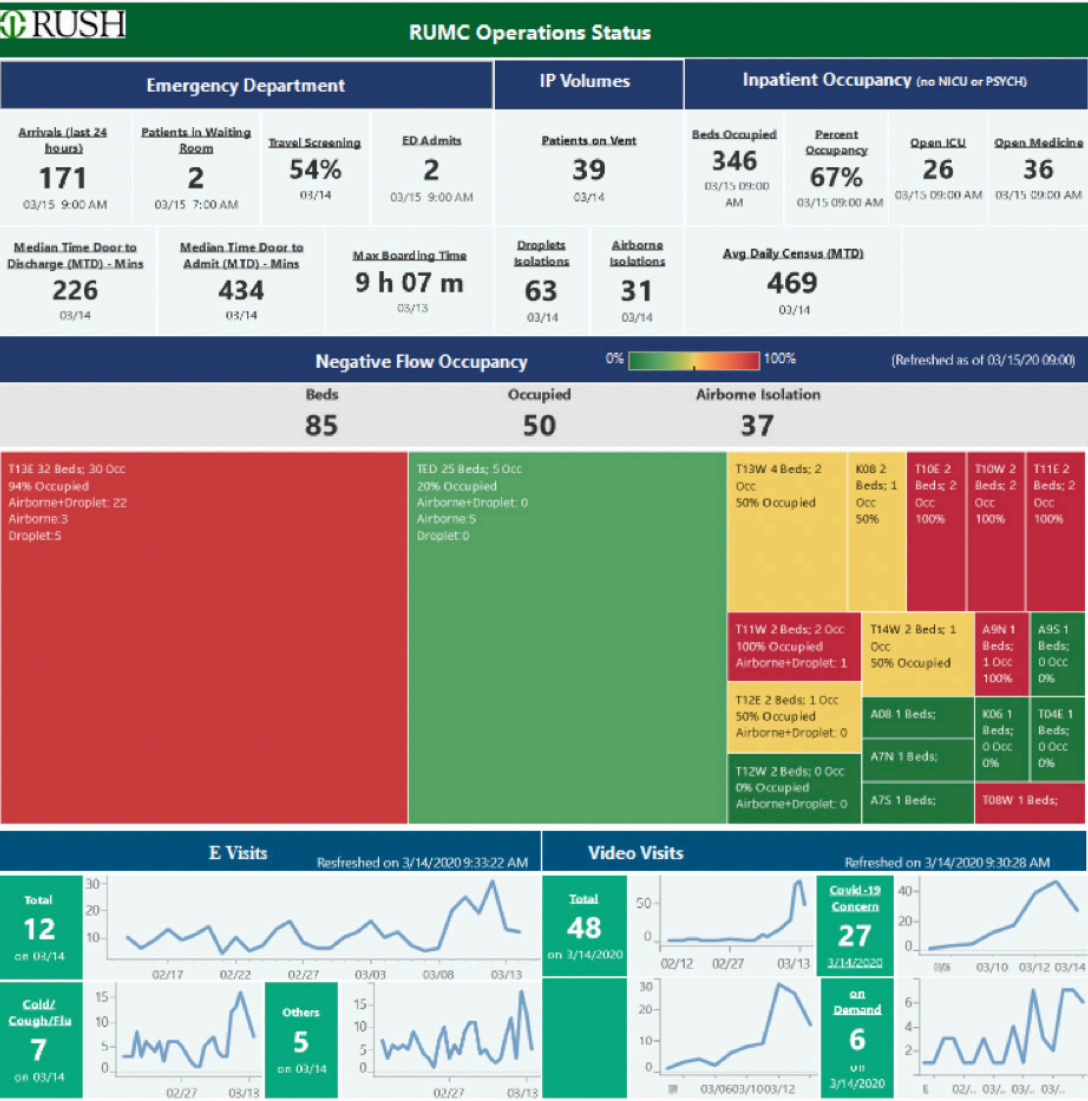 RUSH
RUMC Operations Status
Emergency Department
IP Volumes
Inpatient Occupancy (no NICU or PSYCH)
Arrivals (last 24
hours)
171
03/15 9:00 AM
Patients in Waiting
Room
2
03/15 7:00 AM
Travel Screening
54%
03/14
ED Admits
2
03/15 9:00 AM
Patients on Vent
39
03/14
Beds Occupied
346
03/15 09:00
AM
Percent
Occupancy
67%
03/15 09:00 AM
Open ICU
26
03/15 09:00 AM
Open Medicine
36
03/15 09:00 AM
Median Time Door to
Discharge (MTD) - Mins
226
03/14
Median Time Door to
Admit (MTD) - Mins
434
03/14
Max Boarding Time
9 h 07 m
03/13
Droplets
Isolations
63
03/14
Airborne
Isolations
31
03/14
Avg Daily Census (MTD)
469
03/14
Negative Flow Occupancy
0%
100%
(Refreshed as of 03/15/20 09:00)
Beds
85
Occupied
50
Airborne Isolation
37
T13E 32 Beds; 30 Occ
94% Occupied
Airborne+Droplet: 22
Airborne:3
Droplet:5
TED 25 Beds; 5 Occ
20% Occupied
Airborne+Droplet: 0
Airborne:5
Droplet:0
T13W 4 Beds; 2
Occ
50% Occupied
K08 2
Beds; 1
Occ
50%
T10E 2
Beds; 2
Occ
100%
T10W 2
Beds; 2
Occ
100%
T11E 2
Beds; 2
Occ
100%
T11W 2 Beds; 2 Occ
100% Occupied
Airborne+Droplet: 1
T14W 2 Beds; 1
Occ
50% Occupied
A9N 1
Beds;
1 Occ
100%
A9S 1
Beds;
0 Occ
0%
T12E 2 Beds; 1 Occ
50% Occupied
Airborne+Droplet: 0
A08 1 Beds;
K06 1
Beds;
0 Occ
0%
T04E 1
Beds;
0 Occ
0%
A7N 1 Beds;
T12W 2 Beds; 0 Occ
0% Occupied
Airborne+Droplet: 0
A7S 1 Beds;
T08W 1 Beds;
E Visits
Resfreshed on 3/14/2020 9:33:22 AM
Video Visits
Refreshed on 3/14/2020 9:30:28 AM
Total
12
on 03/14
30
20
10
02/17 02/22 02/27 03/03 03/08 03/13
Total
48
on 3/14/2020
50
0
02/12 02/27 03/13
Covid-19
Concern
27
3/14/2020
40
20
0
03/10 03/12 03/14
Cold/
Cough/Flu
7
on 03/14
15
10
5
0
02/27 03/13
Others
5
on 03/14
15
10
5
0
02/27 03/13
30
20
10
0
03/06 03/10 03/12
on
Demand
6
on
3/14/2020
6
4
2
02/.. 03/.. 03/.. 03/..